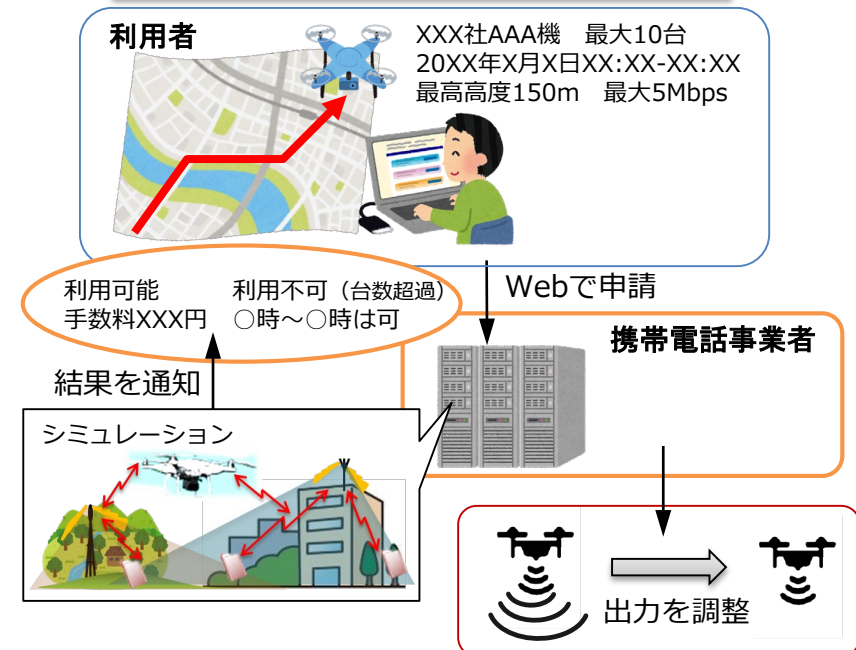 利用者
XXX社AAA機　最大10台
20XX年X月X日XX:XX-XX:XX
最高高度150m　最大5Mbps
Webで申請
利用可能
手数料XXX円
利用不可（台数超過）
○時～○時は可
携帯電話事業者
結果を通知
シミュレーション
出力を調整